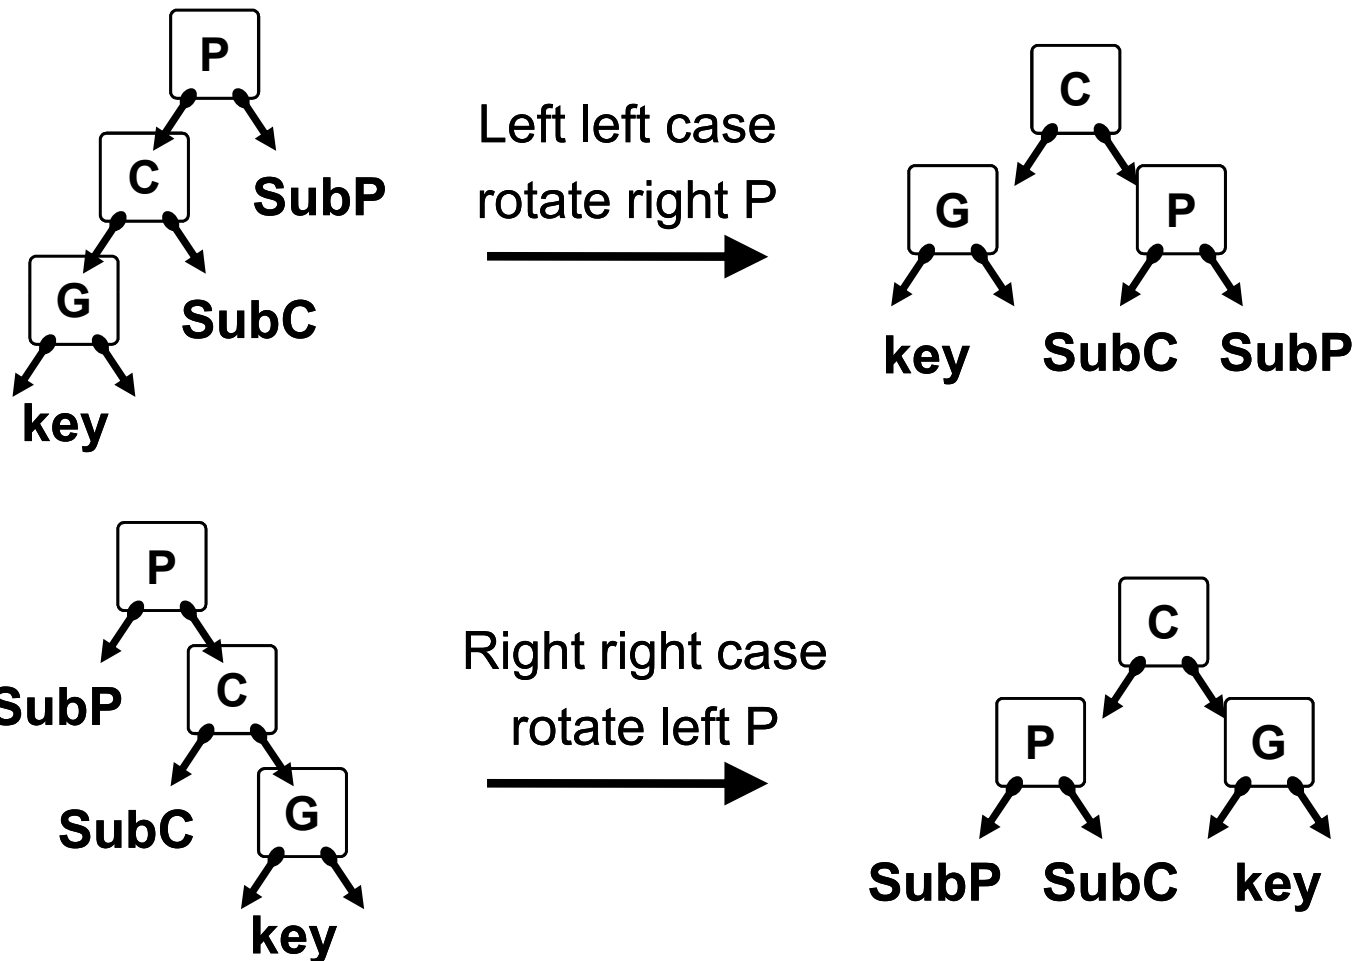 P
C
SubP
G
SubC
key
Left left case
rotate right P
C
G
P
key
SubC
SubP
P
SubP
C
SubC
G
key
Right right case
rotate left P
C
P
G
SubP
SubC
key